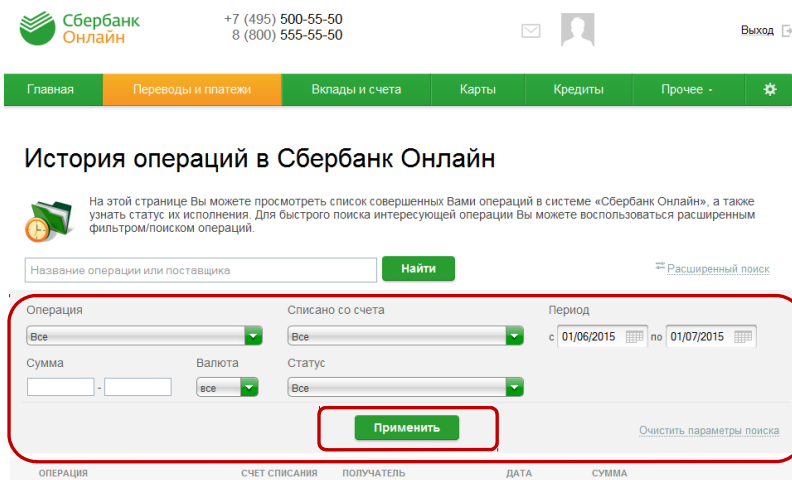 Сбербанк
Онлайн
+7 (495) 500-55-50
8 (800) 555-55-50
Выход
Главная Переводы и платежи Вклады и счета Карты Кредиты Прочее
История операций в Сбербанк Онлайн
На этой странице Вы можете просмотреть список совершенных Вами операций в системе «Сбербанк Онлайн», а также
узнать статус их исполнения. Для быстрого поиска интересующей операции Вы можете воспользоваться расширенным
фильтром/поиском операций.
Название операции или поставщика Найти Расширенный поиск
Операция Списано со счета Период
Все Все с 01/06/2015 по 01/07/2015
Сумма Валюта Статус
- все Все
Применить Очистить параметры поиска
ОПЕРАЦИЯ СЧЕТ СПИСАНИЯ ПОЛУЧАТЕЛЬ ДАТА СУММА